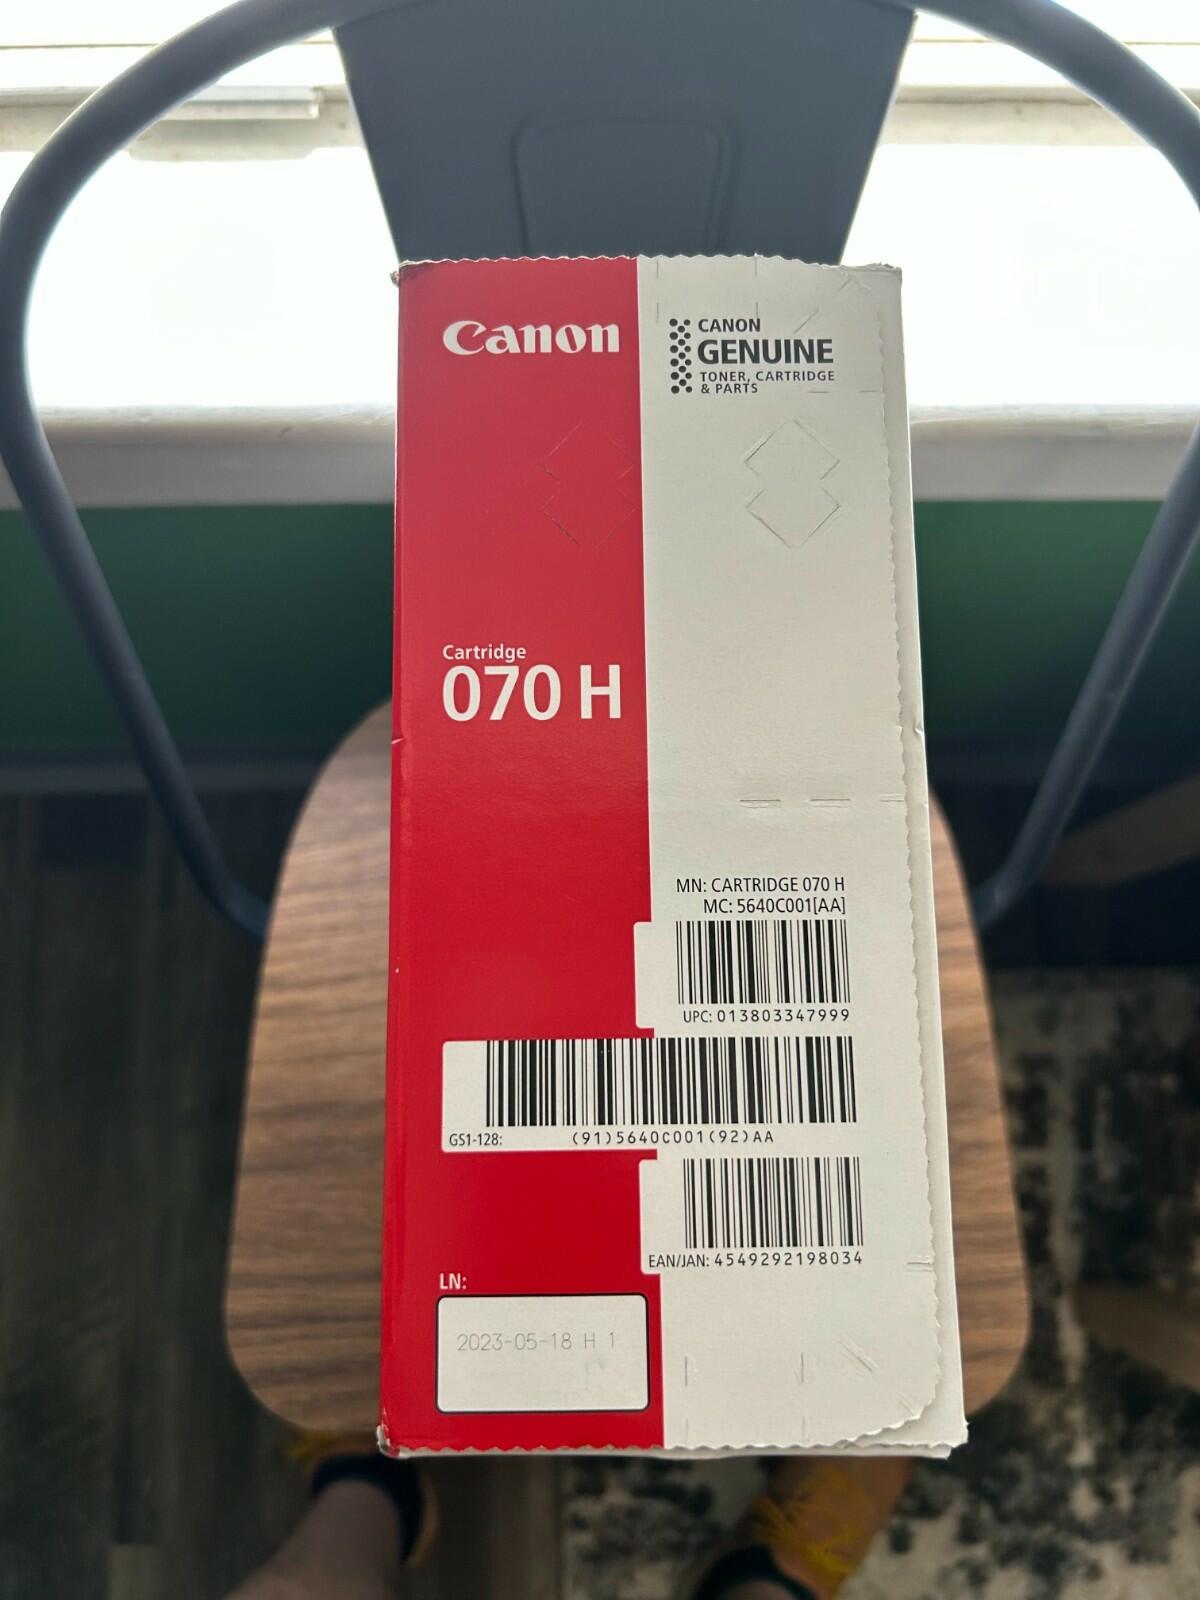 Canon
CANON
GENUINE
TONER, CARTRIDGE
& PARTS
Cartridge
070 H
MN: CARTRIDGE 070 H
MC: 5640C001[AA]
UPC: 013803347999
GS1-128: (91)5640C001(92)AA
EAN/JAN: 4549292198034
LN:
2023-05-18 H 1